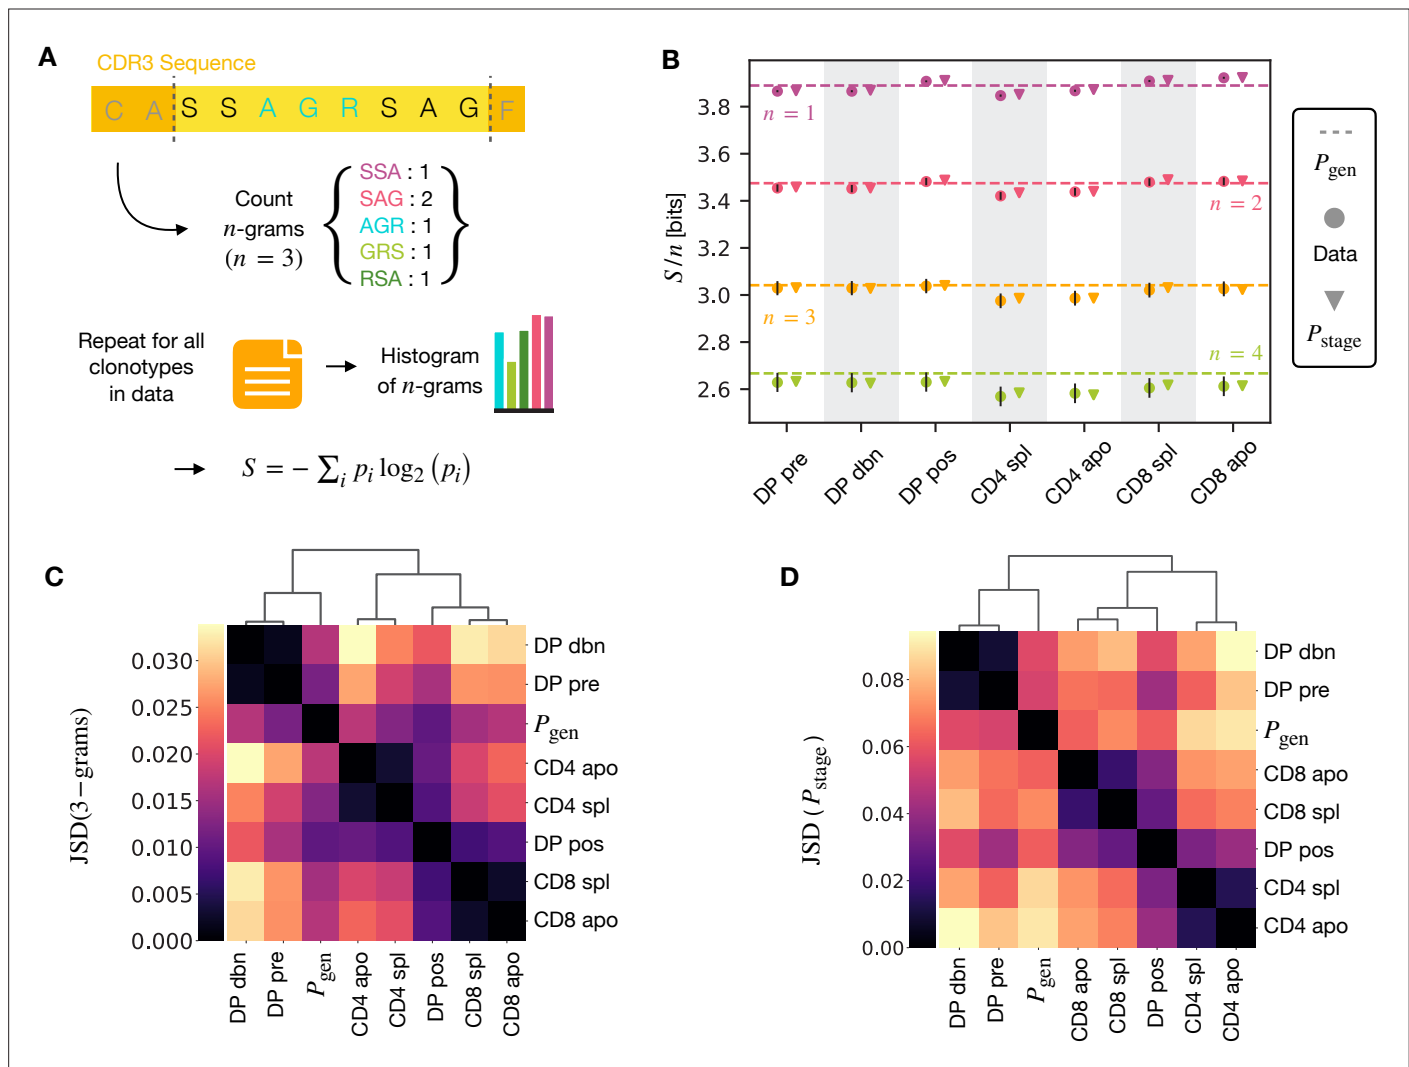 A
CDR3 Sequence
C A S S A G R S A G F
Count
n-grams
(n = 3)
SSA : 1
SAG : 2
AGR : 1
GRS : 1
RSA : 1
Repeat for all
clonotypes
in data
Histogram
of n-grams
S = − ∑i pi log2 (pi)
B
S/n [bits]
3.8
3.6
3.4
3.2
3.0
2.8
2.6
n = 1
n = 2
n = 3
n = 4
DP pre
DP dbn
DP pos
CD4 spl
CD4 apo
CD8 spl
CD8 apo
Pgen
Data
Pstage
C
JSD(3−grams)
0.030
0.025
0.020
0.015
0.010
0.005
0.000
DP dbn
DP pre
Pgen
CD4 apo
CD4 spl
DP pos
CD8 spl
CD8 apo
DP dbn
DP pre
Pgen
CD4 apo
CD4 spl
DP pos
CD8 spl
CD8 apo
D
JSD (Pstage)
0.08
0.06
0.04
0.02
0.00
DP dbn
DP pre
Pgen
CD8 apo
CD8 spl
DP pos
CD4 spl
CD4 apo
DP dbn
DP pre
Pgen
CD8 apo
CD8 spl
DP pos
CD4 spl
CD4 apo